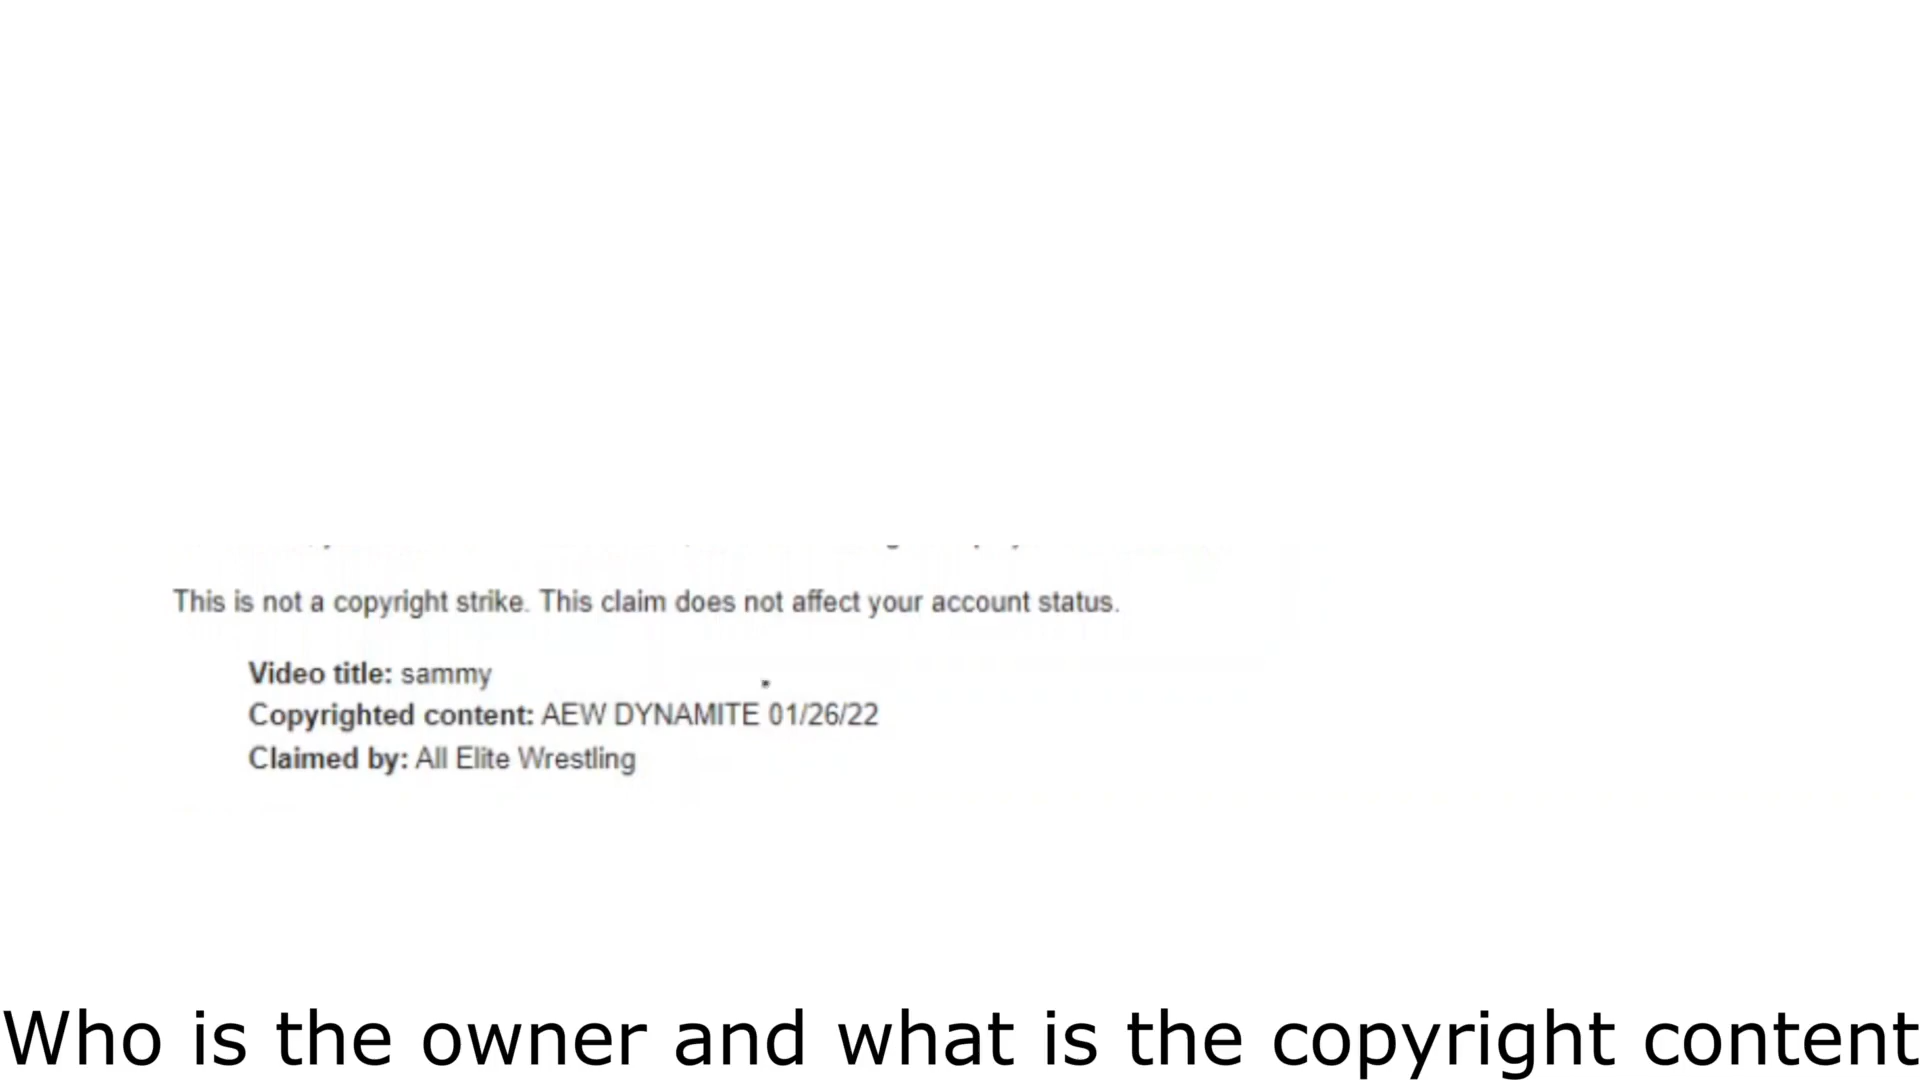 This is not a copyright strike. This claim does not affect your account status.
Video title: sammy
Copyrighted content: AEW DYNAMITE 01/26/22
Claimed by: All Elite Wrestling
Who is the owner and what is the copyright content